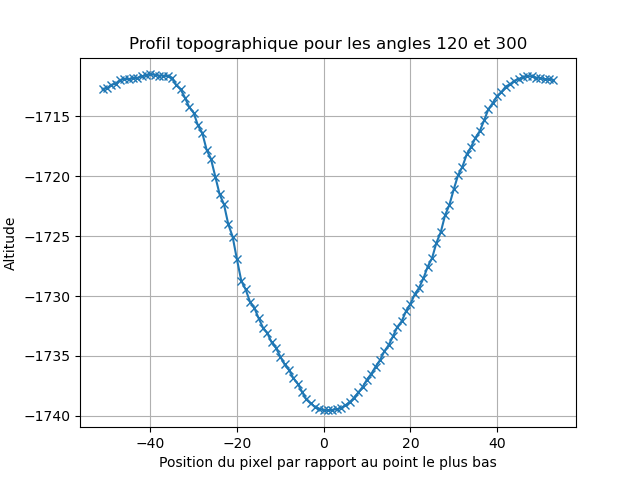 Profil topographique pour les angles 120 et 300
−1715
−1720
−1725
−1730
−1735
−1740
Altitude
−40 −20 0 20 40
Position du pixel par rapport au point le plus bas